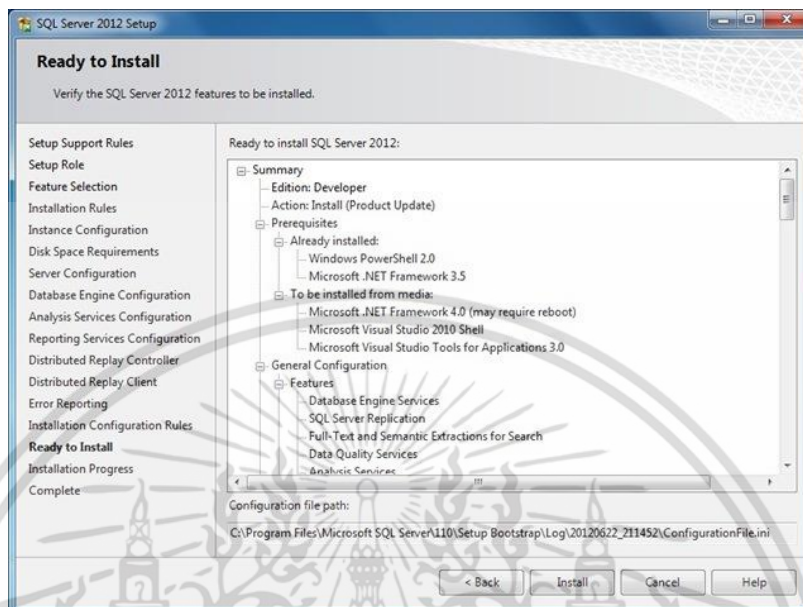 SQL Server 2012 Setup
Ready to Install
Verify the SQL Server 2012 features to be installed.
Setup Support Rules
Setup Role
Feature Selection
Installation Rules
Instance Configuration
Disk Space Requirements
Server Configuration
Database Engine Configuration
Analysis Services Configuration
Reporting Services Configuration
Distributed Replay Controller
Distributed Replay Client
Error Reporting
Installation Configuration Rules
Ready to Install
Installation Progress
Complete
Ready to install SQL Server 2012:
Summary
Edition: Developer
Action: Install (Product Update)
Prerequisites
Already installed:
Windows PowerShell 2.0
Microsoft .NET Framework 3.5
To be installed from media:
Microsoft .NET Framework 4.0 (may require reboot)
Microsoft Visual Studio 2010 Shell
Microsoft Visual Studio Tools for Applications 3.0
General Configuration
Features
Database Engine Services
SQL Server Replication
Full-Text and Semantic Extractions for Search
Data Quality Services
Analysis Services
Configuration file path:
C:\Program Files\Microsoft SQL Server\110\Setup Bootstrap\Log\20120622_211452\ConfigurationFile.ini
< Back
Install
Cancel
Help